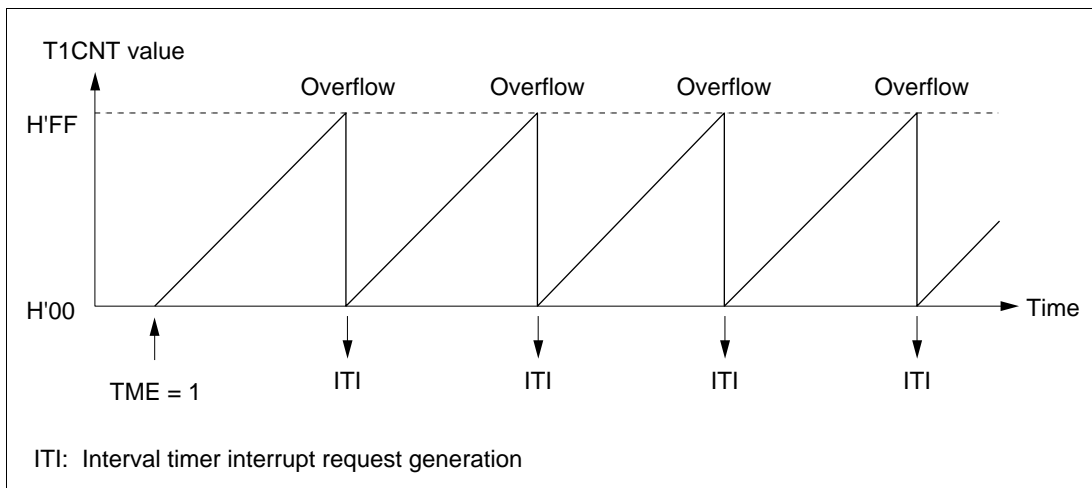 T1CNT value
Overflow Overflow Overflow Overflow
H'FF
H'00
Time
ITI ITI ITI ITI
TME = 1
ITI: Interval timer interrupt request generation